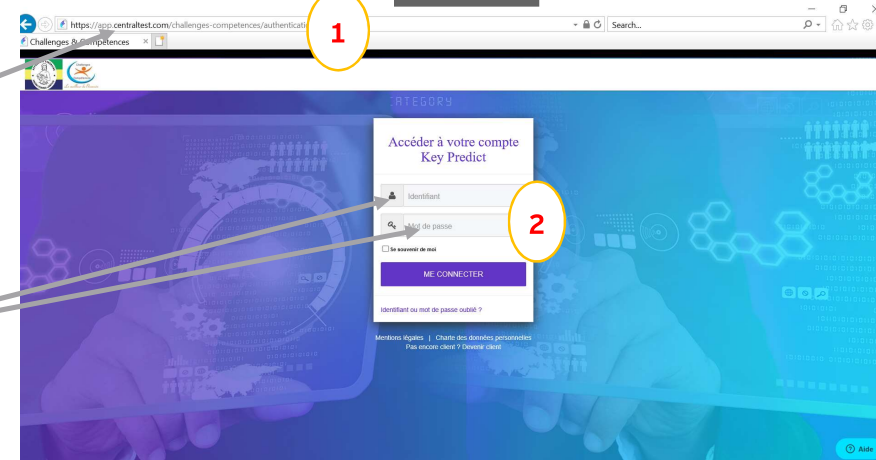 https://app.centraltest.com/challenges-competences/authenticatio
Search...
Challenges & Compétences
1
ATEGORY
Accéder à votre compte
Key Predict
Identifiant
Mot de passe
2
Se souvenir de moi
ME CONNECTER
Identifiant ou mot de passe oublié ?
Mentions légales | Charte des données personnelles
Pas encore client ? Devenir client
Aide